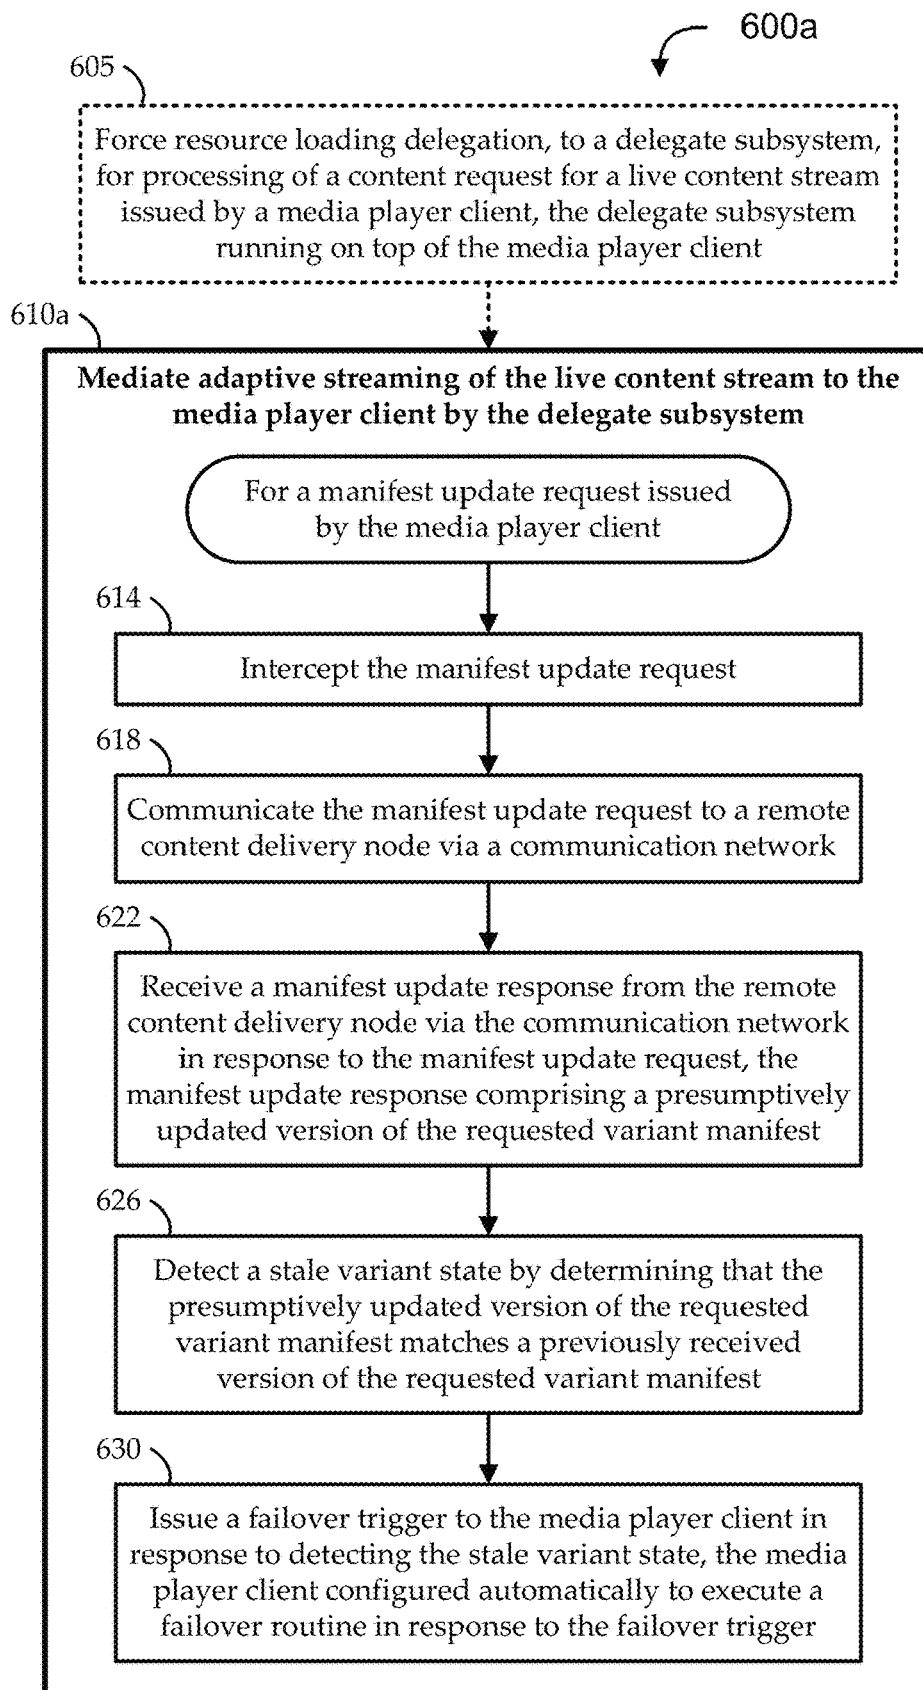 600a
605
Force resource loading delegation, to a delegate subsystem,
for processing of a content request for a live content stream
issued by a media player client, the delegate subsystem
running on top of the media player client
610a
Mediate adaptive streaming of the live content stream to the
media player client by the delegate subsystem
For a manifest update request issued
by the media player client
614
Intercept the manifest update request
618
Communicate the manifest update request to a remote
content delivery node via a communication network
622
Receive a manifest update response from the remote
content delivery node via the communication network
in response to the manifest update request, the
manifest update response comprising a presumptively
updated version of the requested variant manifest
626
Detect a stale variant state by determining that the
presumptively updated version of the requested
variant manifest matches a previously received
version of the requested variant manifest
630
Issue a failover trigger to the media player client in
response to detecting the stale variant state, the media
player client configured automatically to execute a
failover routine in response to the failover trigger